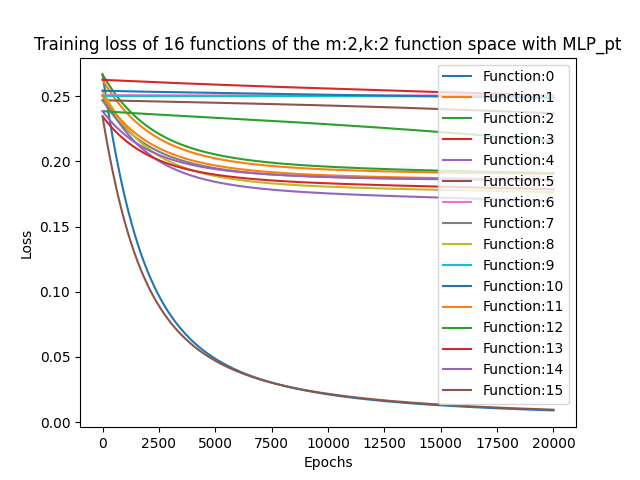 Training loss of 16 functions of the m:2,k:2 function space with MLP_pt
Loss
0.25
0.20
0.15
0.10
0.05
0.00
Function:0
Function:1
Function:2
Function:3
Function:4
Function:5
Function:6
Function:7
Function:8
Function:9
Function:10
Function:11
Function:12
Function:13
Function:14
Function:15
0 2500 5000 7500 10000 12500 15000 17500 20000
Epochs